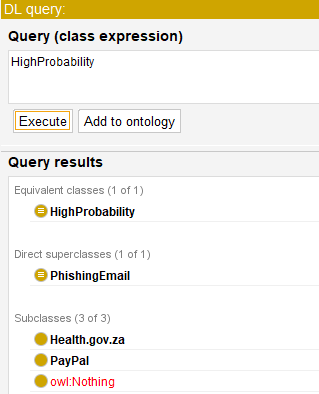 DL query:
Query (class expression)
HighProbability
Execute
Add to ontology
Query results
Equivalent classes (1 of 1)
HighProbability
Direct superclasses (1 of 1)
PhishingEmail
Subclasses (3 of 3)
Health.gov.za
PayPal
owl:Nothing